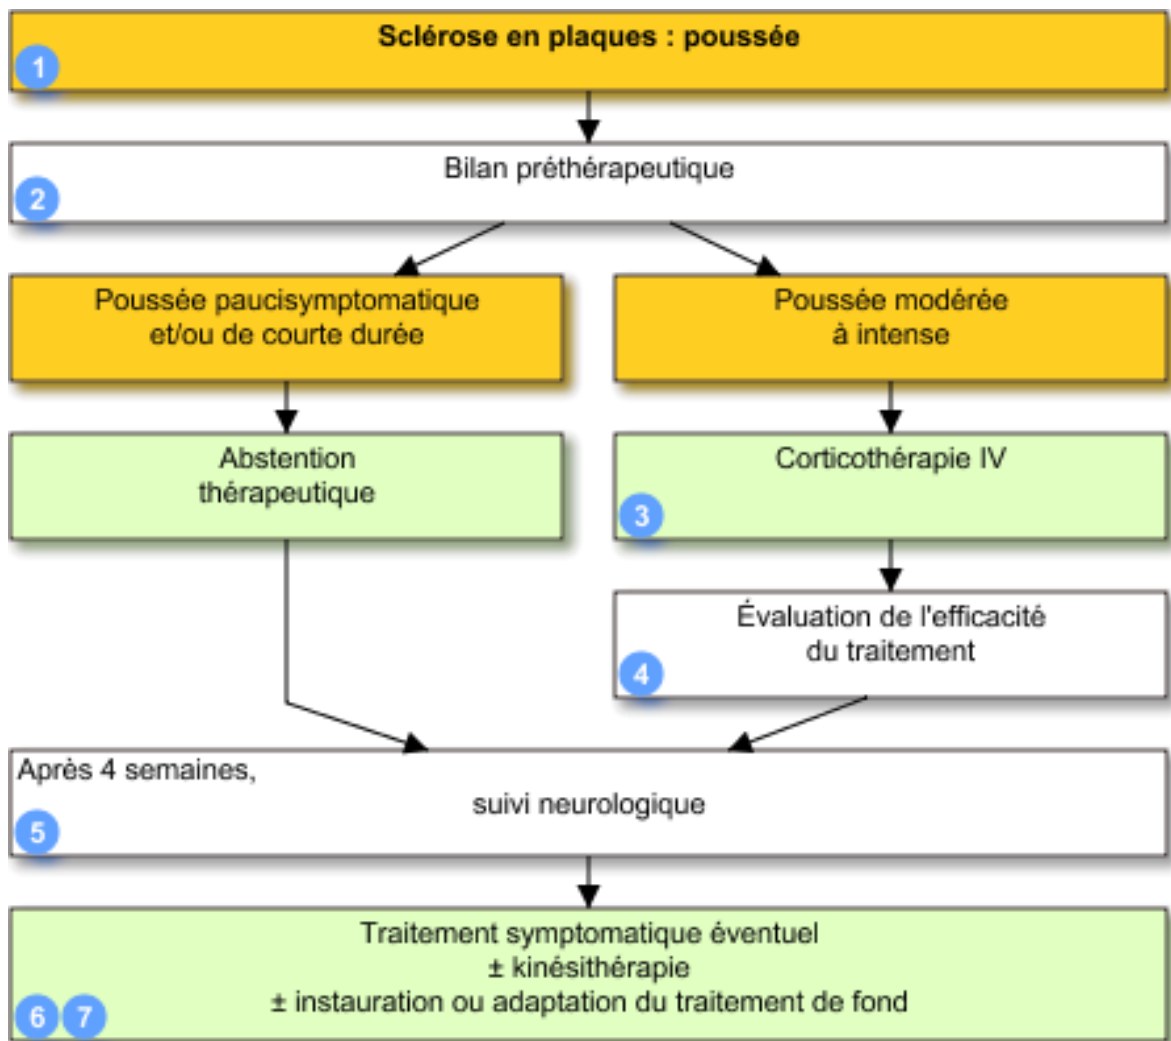 Sclérose en plaques : poussée
1
Bilan préthérapeutique
2
Poussée paucisymptomatique
et/ou de courte durée
Poussée modérée
à intense
Abstention
thérapeutique
Corticothérapie IV
3
Évaluation de l'efficacité
du traitement
4
Après 4 semaines,
suivi neurologique
5
Traitement symptomatique éventuel
± kinésithérapie
± instauration ou adaptation du traitement de fond
6 7